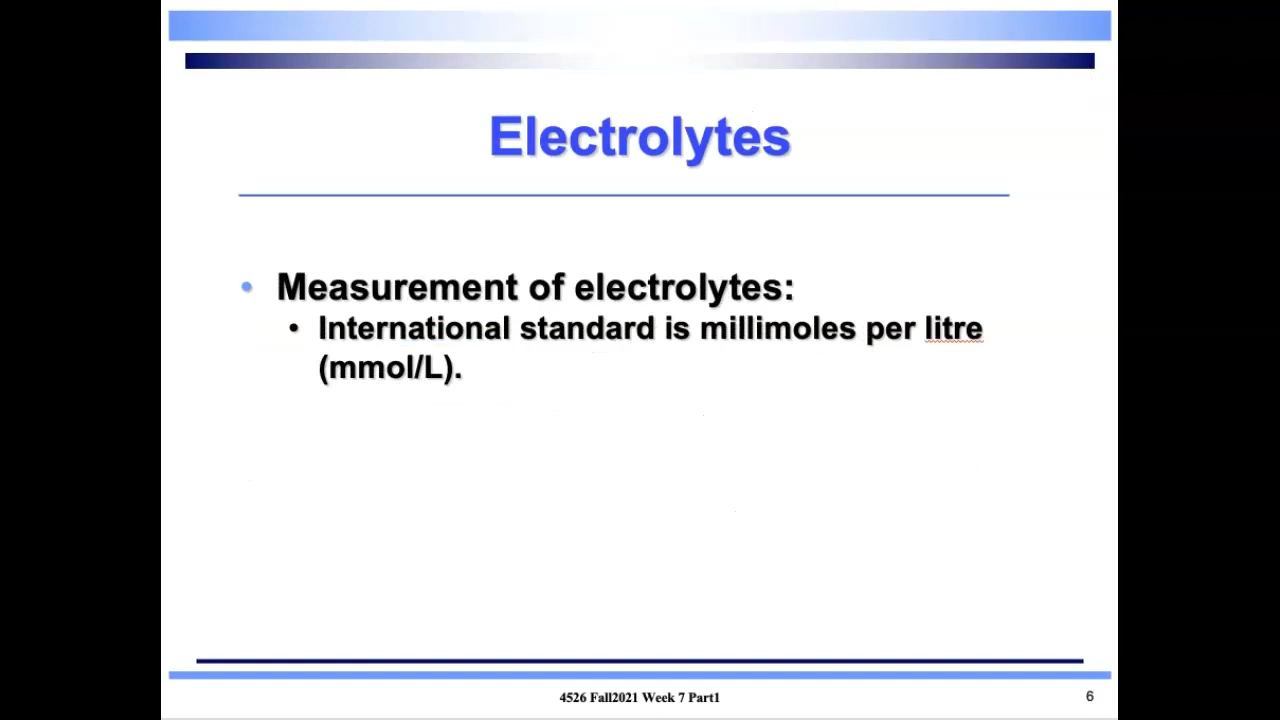 Electrolytes
• Measurement of electrolytes:
• International standard is millimoles per litre
(mmol/L).
4526 Fall2021 Week 7 Part1
6